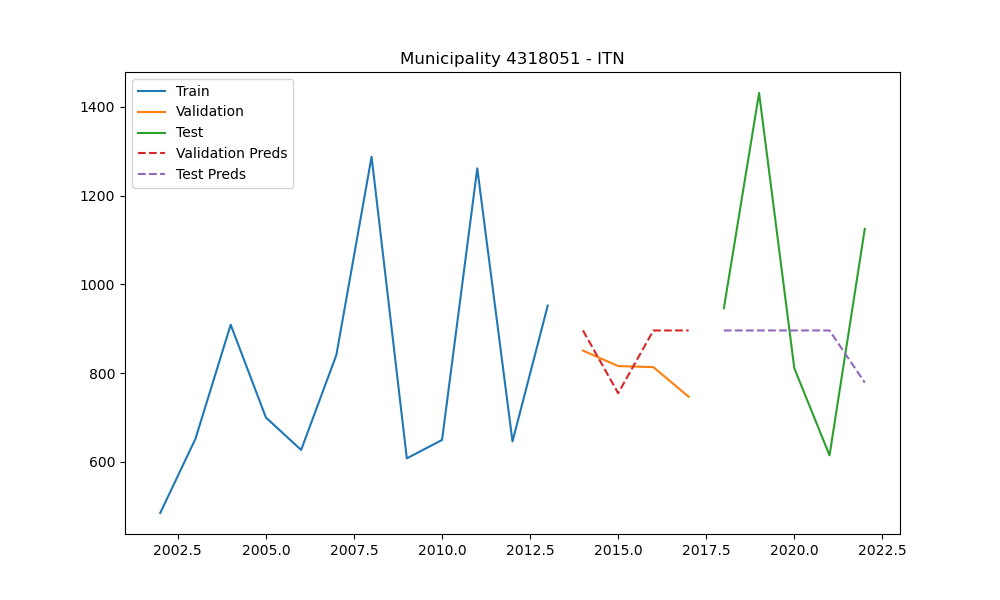 Municipality 4318051 - ITN
Train
Validation
Test
Validation Preds
Test Preds
1400
1200
1000
800
600
2002.5 2005.0 2007.5 2010.0 2012.5 2015.0 2017.5 2020.0 2022.5